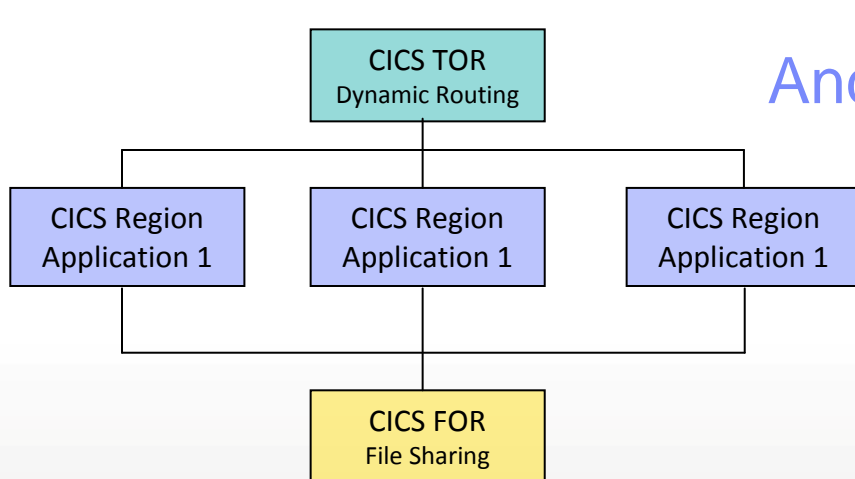 CICS TOR
Dynamic Routing
CICS Region
Application 1
CICS Region
Application 1
CICS Region
Application 1
CICS FOR
File Sharing